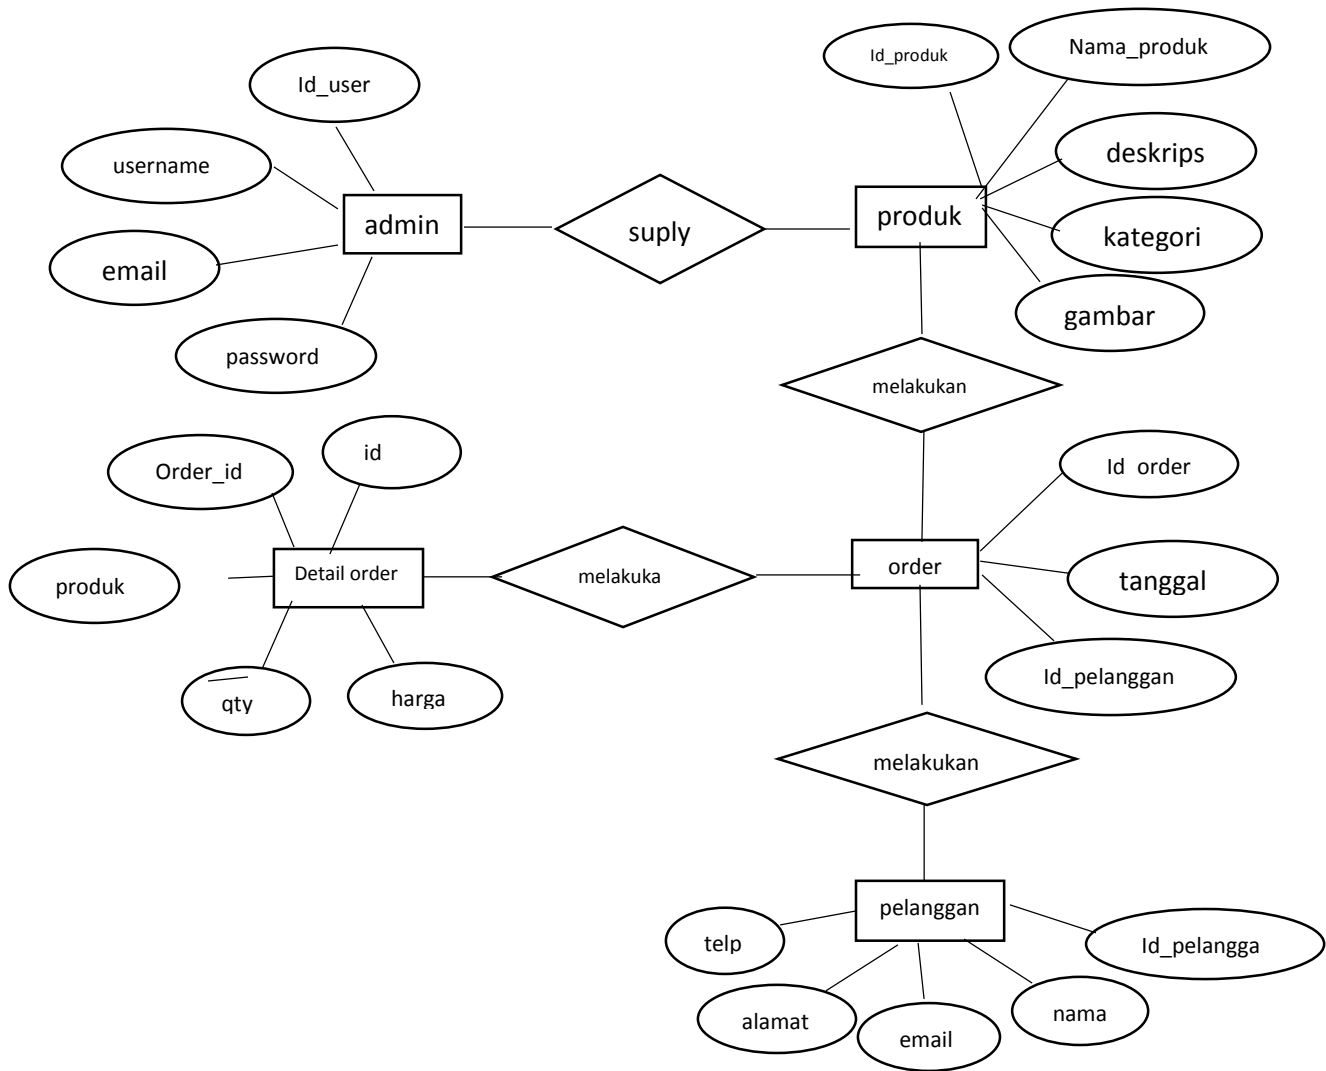 Id_produk
Nama_produk
Id_user
username
deskrips
admin
suply
produk
kategori
email
gambar
password
melakukan
id
Order_id
Id order
Detail order
melakuka
order
produk
tanggal
Id_pelanggan
qty
harga
melakukan
pelanggan
telp
Id_pelangga
alamat
email
nama